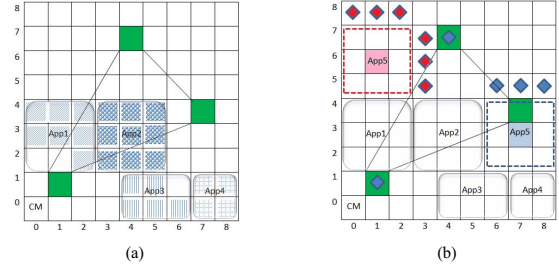 8 8
7 7
6 6 App5
5 5
4 4
3 App1 App2 3 App1 App2 App5
2 2
1 App3 App4 1 App3 App4
0 CM 0 CM
0 1 2 3 4 5 6 7 8 0 1 2 3 4 5 6 7 8
(a) (b)